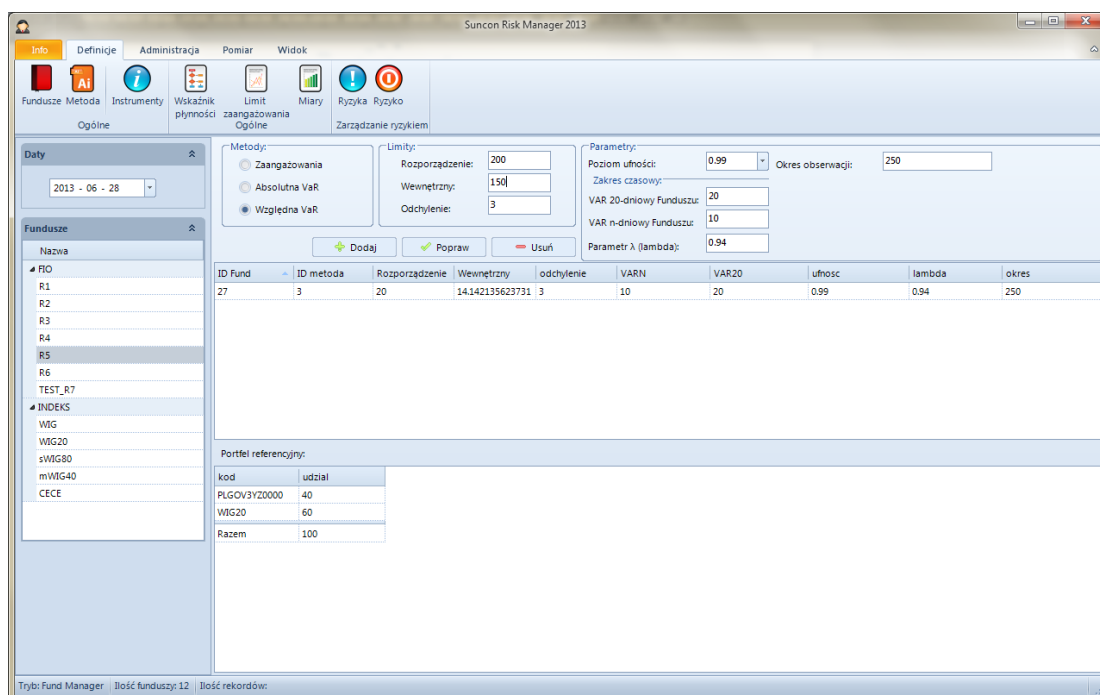 Suncon Risk Manager 2013
Info Definicje Administracja Pomiar Widok
Fundusze Metoda Instrumenty Wskaźnik płynności Limit zaangażowania Miary Ryzyka Ryzyko
Ogólne Ogólne Zarządzanie ryzykiem
Daty
2013 - 06 - 28
Fundusze
Nazwa
FIO
R1
R2
R3
R4
R5
R6
TEST_R7
INDEKS
WIG
WIG20
sWIG80
mWIG40
CECE
Metody:
Zaangażowania
Absolutna VaR
Względna VaR
Limity:
Rozporządzenie: 200
Wewnętrzny: 150
Odchylenie: 3
Parametry:
Poziom ufności: 0.99 Okres obserwacji: 250
Zakres czasowy:
VAR 20-dniowy Funduszu: 20
VAR n-dniowy Funduszu: 10
Parametr λ (lambda): 0.94
Dodaj Popraw Usuń
ID Fund ID metoda Rozporządzenie Wewnętrzny odchylenie VARN VAR20 ufnosc lambda okres
27 3 20 14.142135623731 3 10 20 0.99 0.94 250
Portfel referencyjny:
kod udzial
PLGOV3YZ0000 40
WIG20 60
Razem 100
Tryb: Fund Manager Ilość funduszy: 12 Ilość rekordów: